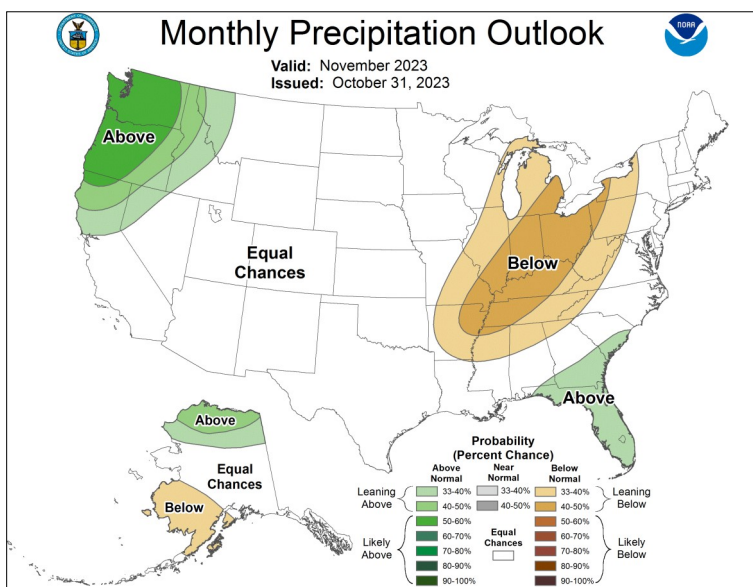 Monthly Precipitation Outlook
NOAA
Valid: November 2023
Issued: October 31, 2023
Above
Equal
Chances
Below
Above
Above
Equal
Chances
Below
Probability
(Percent Chance)
Above
Normal
Near
Normal
Below
Normal
Leaning
Above
33-40%
33-40%
33-40%
Leaning
Below
40-50%
40-50%
40-50%
Likely
Above
50-60%
60-70%
70-80%
80-90%
90-100%
Equal
Chances
50-60%
60-70%
70-80%
80-90%
90-100%
Likely
Below